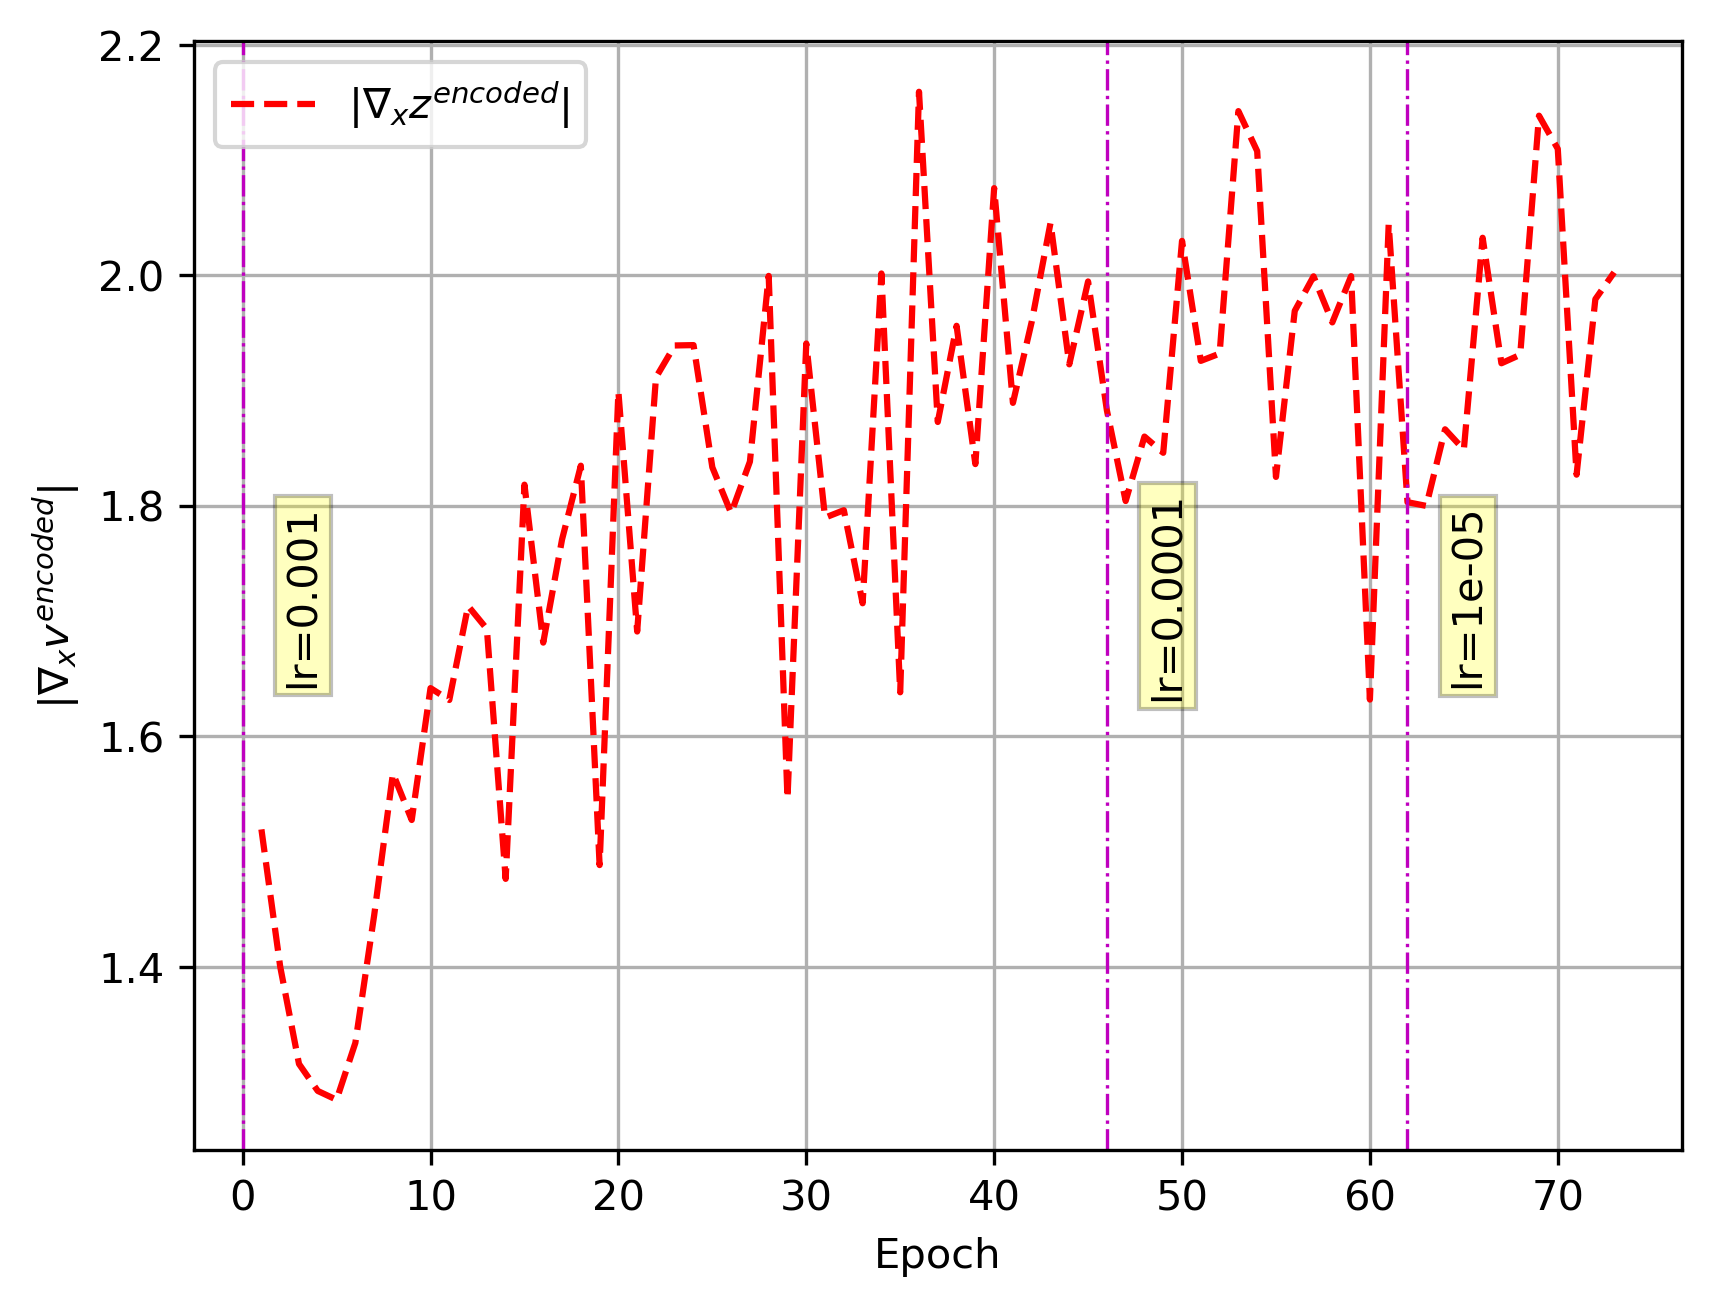 |∇ₓz^{encoded}|
|∇ₓv^{encoded}|
2.2
2.0
1.8
1.6
1.4
lr=0.001
lr=0.0001
lr=1e-05
0 10 20 30 40 50 60 70
Epoch